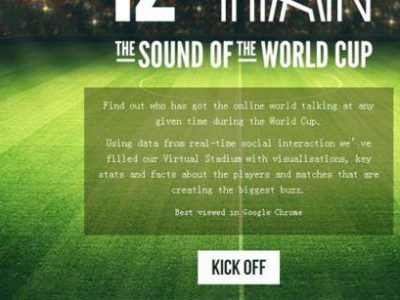 THE SOUND OF THE WORLD CUP
Find out who has got the online world talking at any
given time during the World Cup.
Using data from real-time social interaction we've
filled our Virtual Stadium with visualisations, key
stats and facts about the players and matches that are
creating the biggest buzz.
Best viewed in Google Chrome
KICK OFF